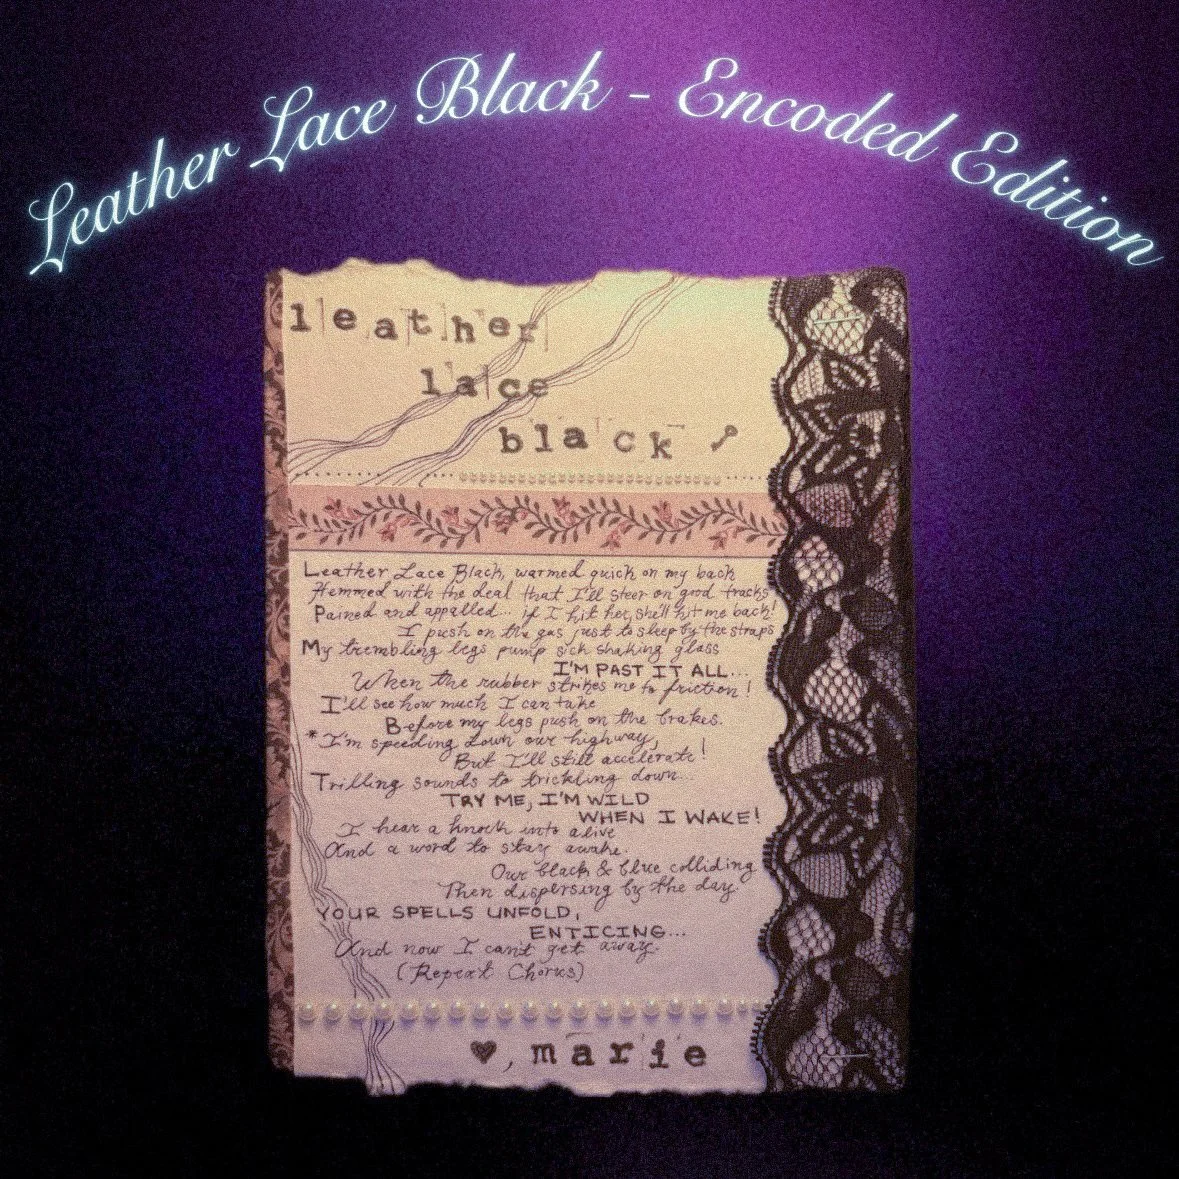 Leather Lace Black - Encoded Edition
leather
lace
black
Leather Lace Black, warmed quick on my back
Hemmed with the deal that I'll steer on good tracks
Pained and appalled... if I hit her, she'll hit me back!
I push on the gas just to sleep by the straps
My trembling legs pump sick shaking glass
I'M PAST IT ALL...
When the rubber strikes me to friction!
I'll see how much I can take
Before my legs push on the brakes.
*I'm speeding down our highway,
But I'll still accelerate!
Trilling sounds to trickling down...
TRY ME, I'M WILD
WHEN I WAKE!
I hear a knock into alive
And a word to stay awake.
Our black & blue colliding
Then dispersing by the day.
YOUR SPELLS UNFOLD,
ENTICING...
And now I can't get away.
(Repeat Chorus)
♥, marie